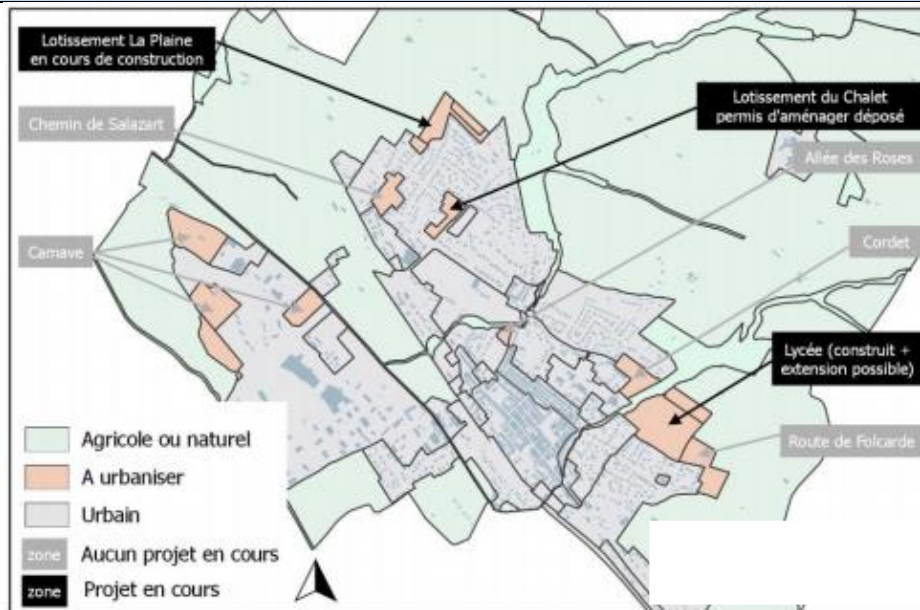 Lotissement La Plaine
en cours de construction
Lotissement du Chalet
permis d'aménager déposé
Chemin de Salazart
Allée des Roses
Camave
Cordet
Lycée (construit +
extension possible)
Route de Folcarde
Agricole ou naturel
A urbaniser
Urbain
zone Aucun projet en cours
zone Projet en cours